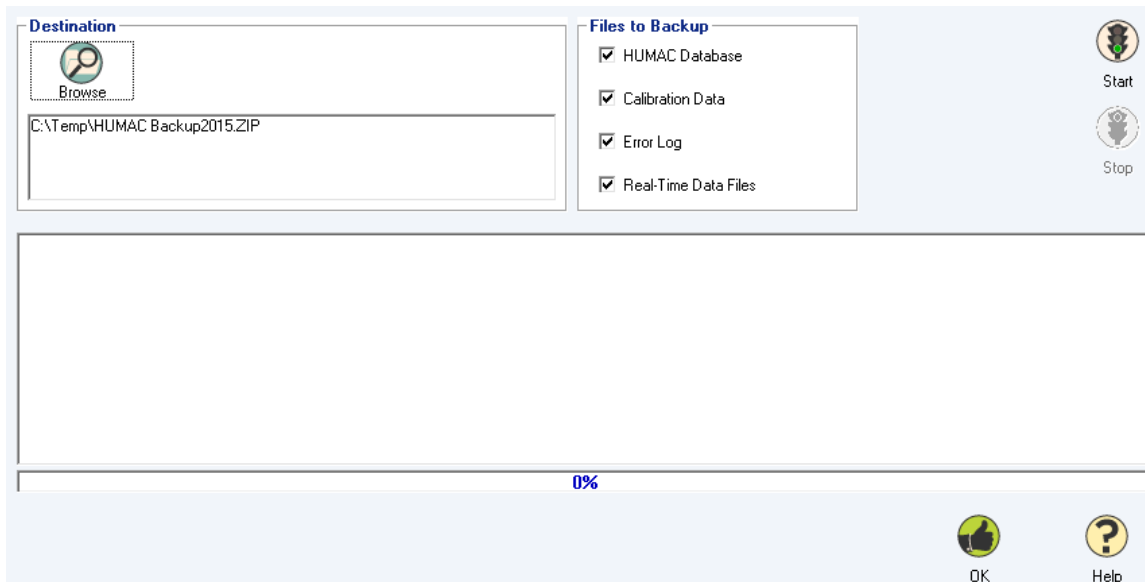 Destination
Browse
C:\Temp\HUMAC Backup2015.ZIP
Files to Backup
HUMAC Database
Calibration Data
Error Log
Real-Time Data Files
Start
Stop
0%
OK
Help